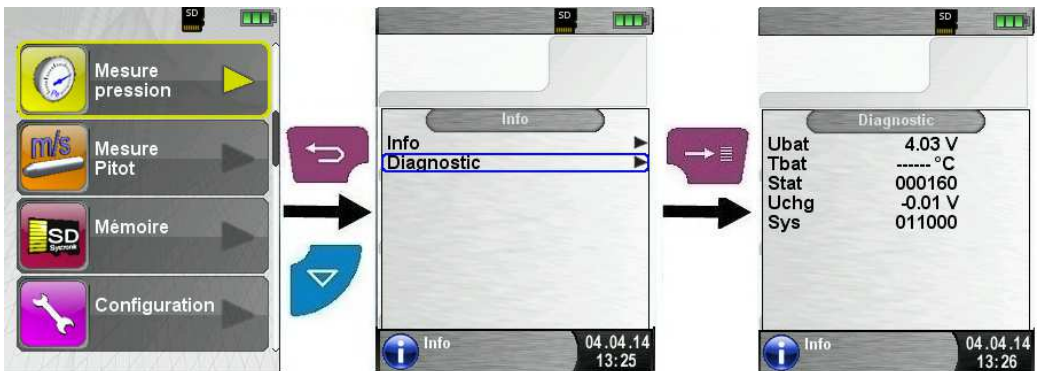 SD
Mesure
pression
m/s
Mesure
Pitot
SD
Systronik
Mémoire
Configuration
SD
Info
Info
Diagnostic
Info
04.04.14
13:25
SD
Diagnostic
Ubat 4.03 V
Tbat ------ °C
Stat 000160
Uchg -0.01 V
Sys 011000
Info
04.04.14
13:26